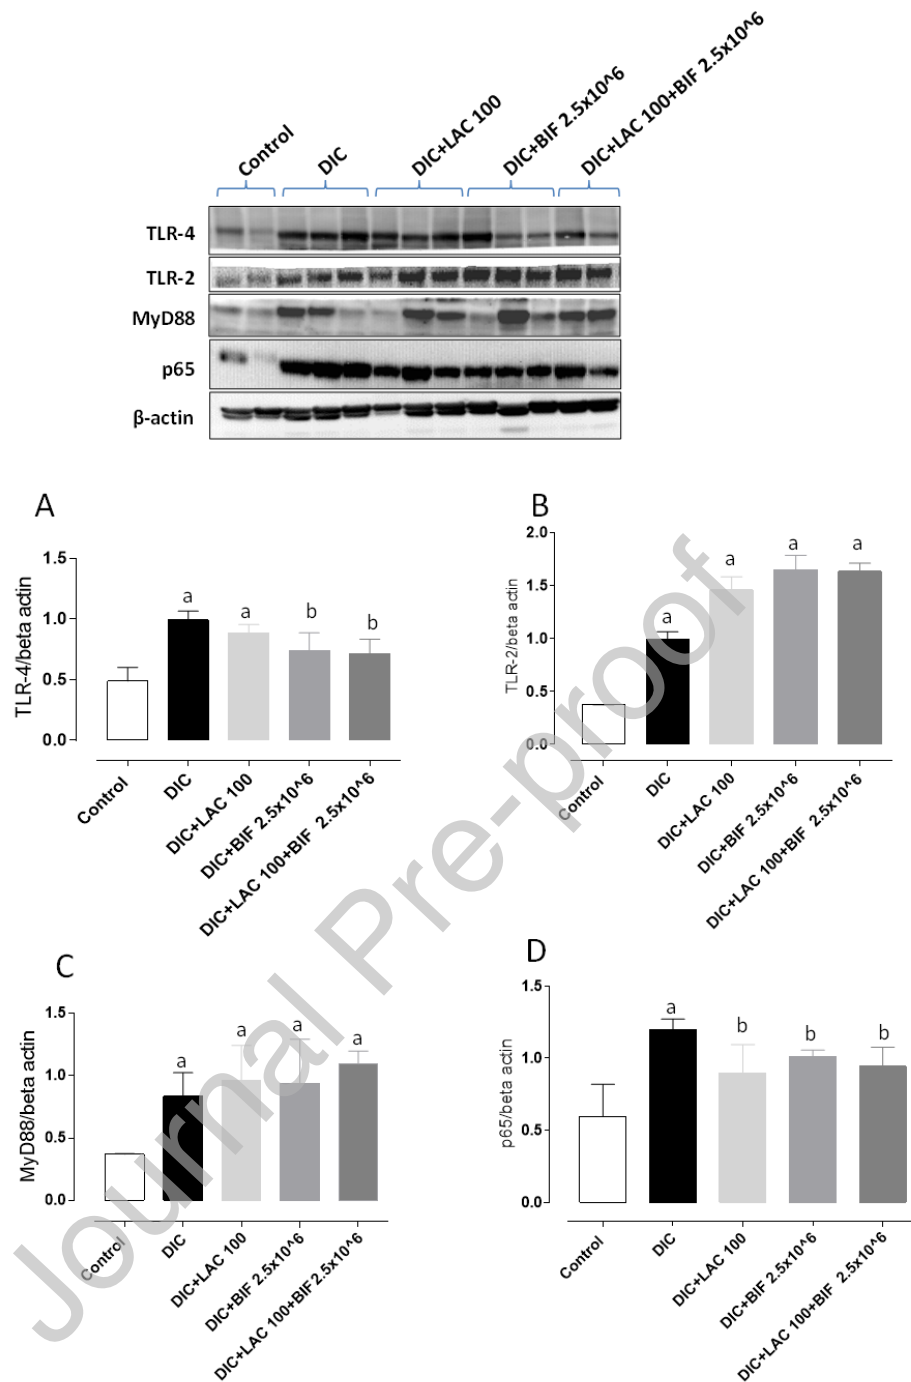 Control
DIC
DIC+LAC 100
DIC+BIF 2.5x10^6
DIC+LAC 100+BIF 2.5x10^6
TLR-4
TLR-2
MyD88
p65
β-actin
A
TLR-4/beta actin
1.5
1.0
0.5
0.0
a
a
b
b
Control
DIC
DIC+LAC 100
DIC+BIF 2.5x10^6
DIC+LAC 100+BIF 2.5x10^6
B
TLR-2/beta actin
2.0
1.5
1.0
0.5
0.0
a
a
a
a
Control
DIC
DIC+LAC 100
DIC+BIF 2.5x10^6
DIC+LAC 100+BIF 2.5x10^6
C
MyD88/beta actin
1.5
1.0
0.5
0.0
a
a
a
a
Control
DIC
DIC+LAC 100
DIC+BIF 2.5x10^6
DIC+LAC 100+BIF 2.5x10^6
D
p65/beta actin
1.5
1.0
0.5
0.0
a
b
b
b
Control
DIC
DIC+LAC 100
DIC+BIF 2.5x10^6
DIC+LAC 100+BIF 2.5x10^6
Journal Pre-proof